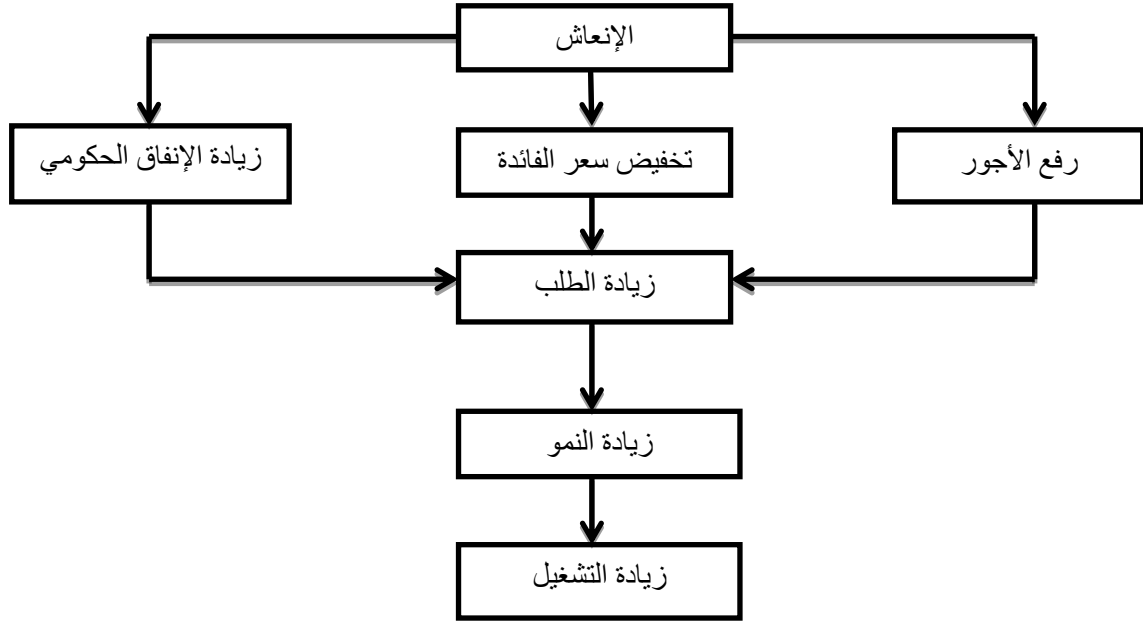 الإنعاش
رفع الأجور
تخفيض سعر الفائدة
زيادة الإنفاق الحكومي
زيادة الطلب
زيادة النمو
زيادة التشغيل